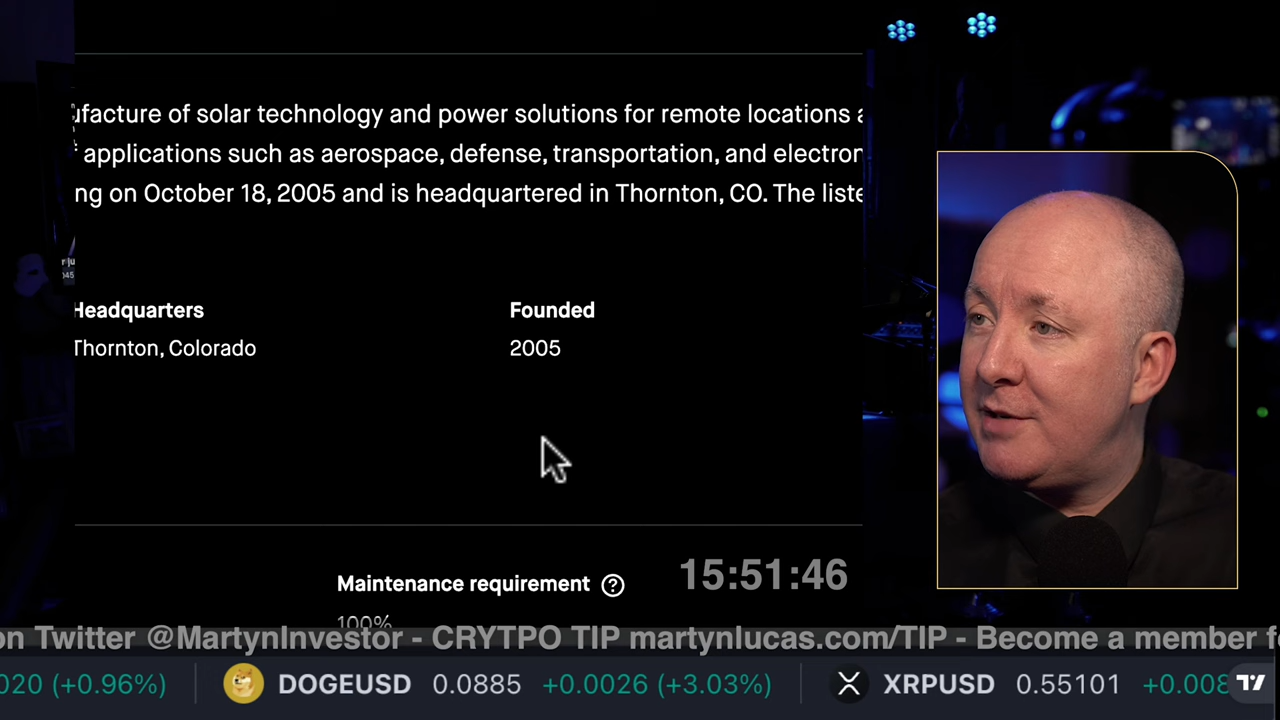 ufacture of solar technology and power solutions for remote locations a
applications such as aerospace, defense, transportation, and electron
ng on October 18, 2005 and is headquartered in Thornton, CO. The liste
Headquarters
Founded
Thornton, Colorado
2005
Maintenance requirement ?
15:51:46
100%
on Twitter @MartynInvestor - CRYTPO TIP martynlucas.com/TIP - Become a member f
020 (+0.96%)
DOGEUSD 0.0885 +0.0026 (+3.03%)
XRPUSD 0.55101 +0.008